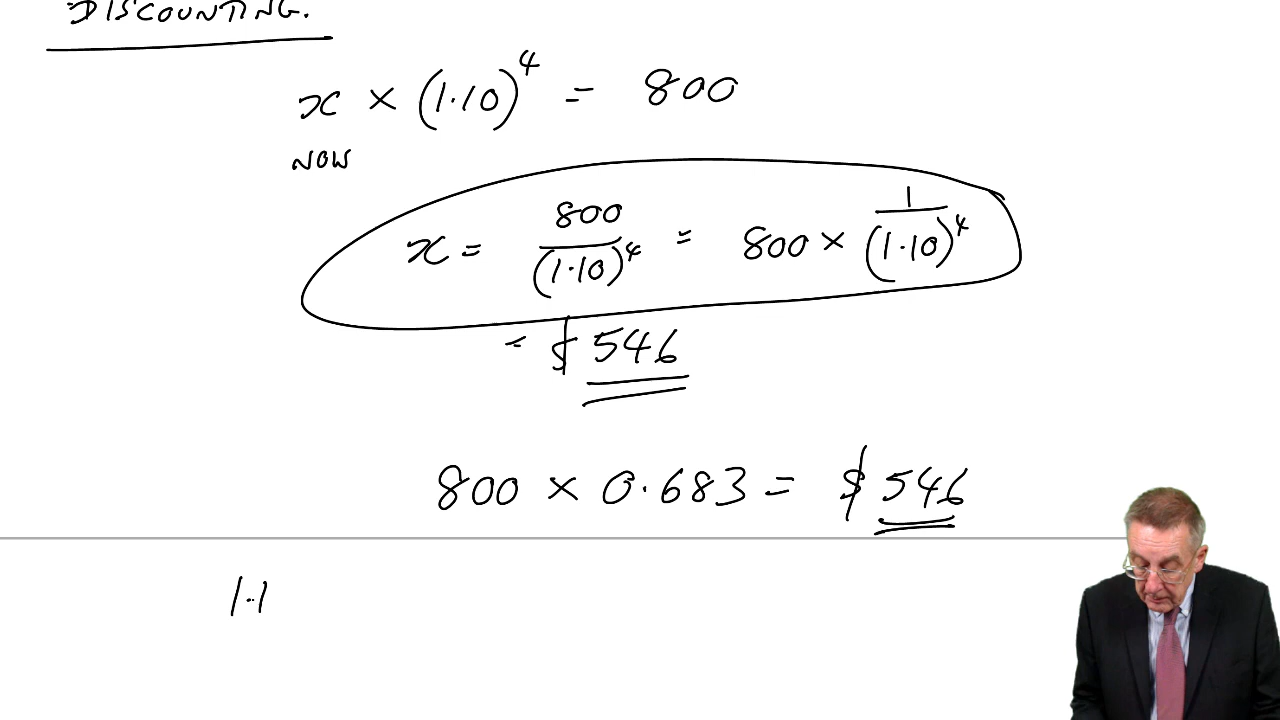 DISCOUNTING.
x × (1·10)^4 = 800
NOW
x = 800/(1·10)^4 = 800 × 1/(1·10)^4
= $546
800 × 0.683 = $546
1·1